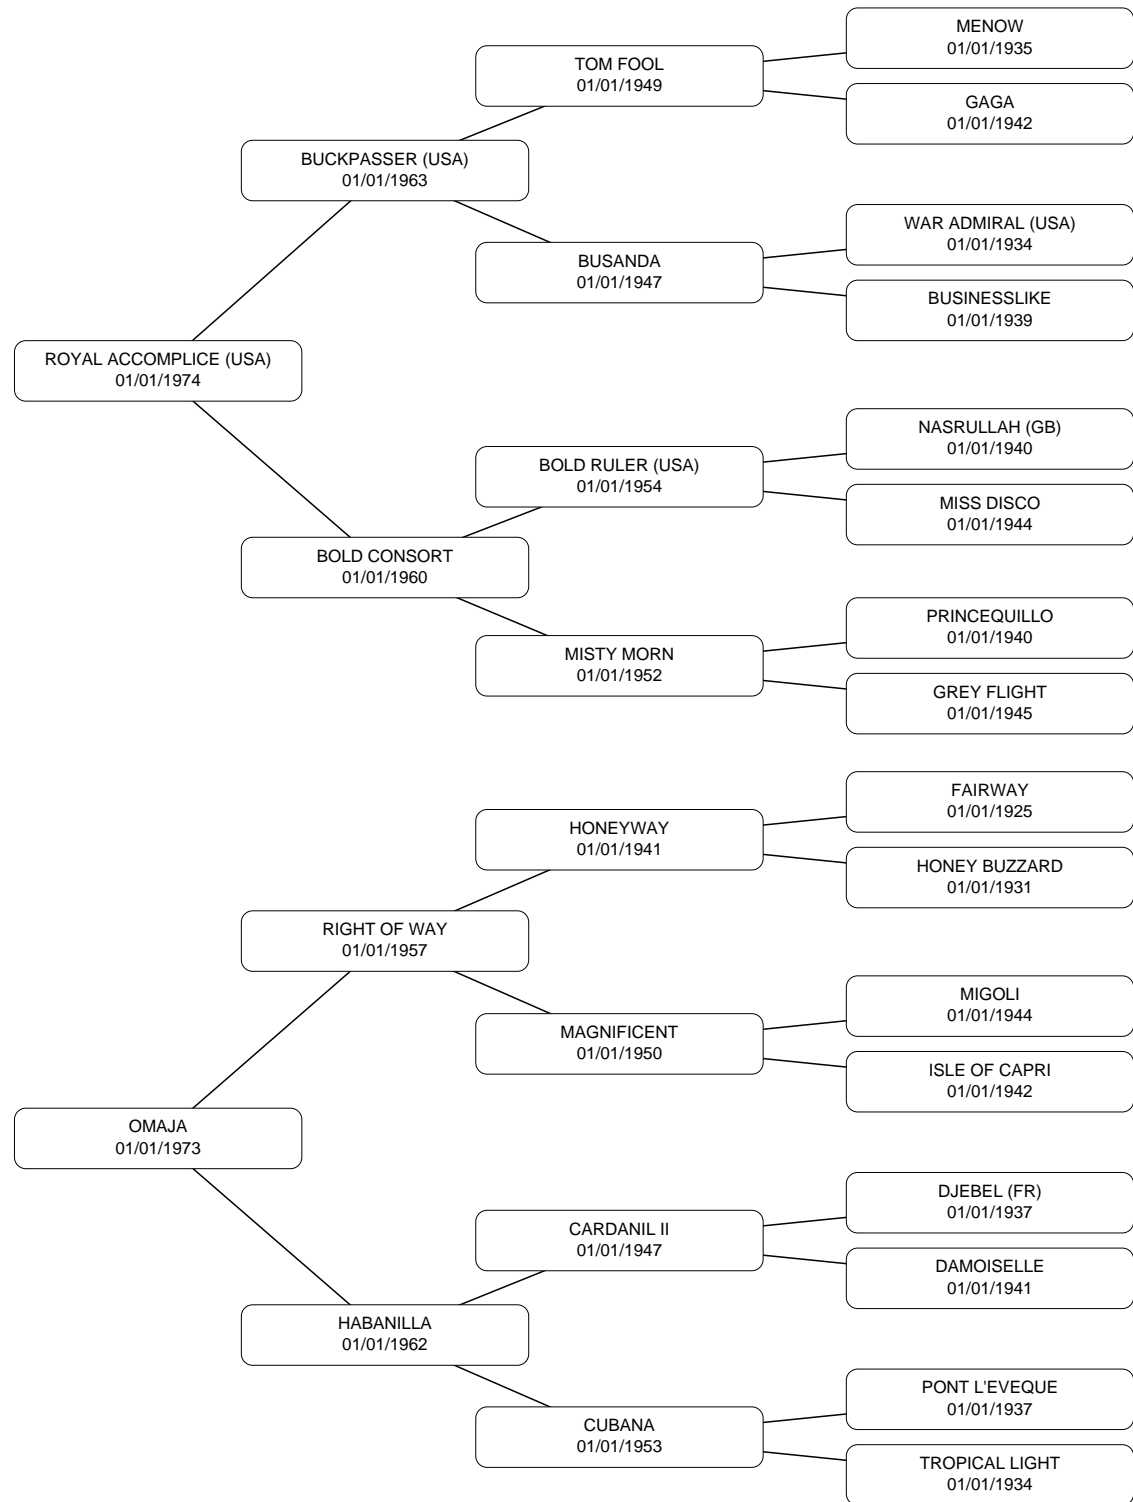 MENOW
01/01/1935
TOM FOOL
01/01/1949
GAGA
01/01/1942
BUCKPASSER (USA)
01/01/1963
WAR ADMIRAL (USA)
01/01/1934
BUSANDA
01/01/1947
BUSINESSLIKE
01/01/1939
ROYAL ACCOMPLICE (USA)
01/01/1974
NASRULLAH (GB)
01/01/1940
BOLD RULER (USA)
01/01/1954
MISS DISCO
01/01/1944
BOLD CONSORT
01/01/1960
PRINCEQUILLO
01/01/1940
MISTY MORN
01/01/1952
GREY FLIGHT
01/01/1945
FAIRWAY
01/01/1925
HONEYWAY
01/01/1941
HONEY BUZZARD
01/01/1931
RIGHT OF WAY
01/01/1957
MIGOLI
01/01/1944
MAGNIFICENT
01/01/1950
ISLE OF CAPRI
01/01/1942
OMAJA
01/01/1973
DJEBEL (FR)
01/01/1937
CARDANIL II
01/01/1947
DAMOISELLE
01/01/1941
HABANILLA
01/01/1962
PONT L'EVEQUE
01/01/1937
CUBANA
01/01/1953
TROPICAL LIGHT
01/01/1934